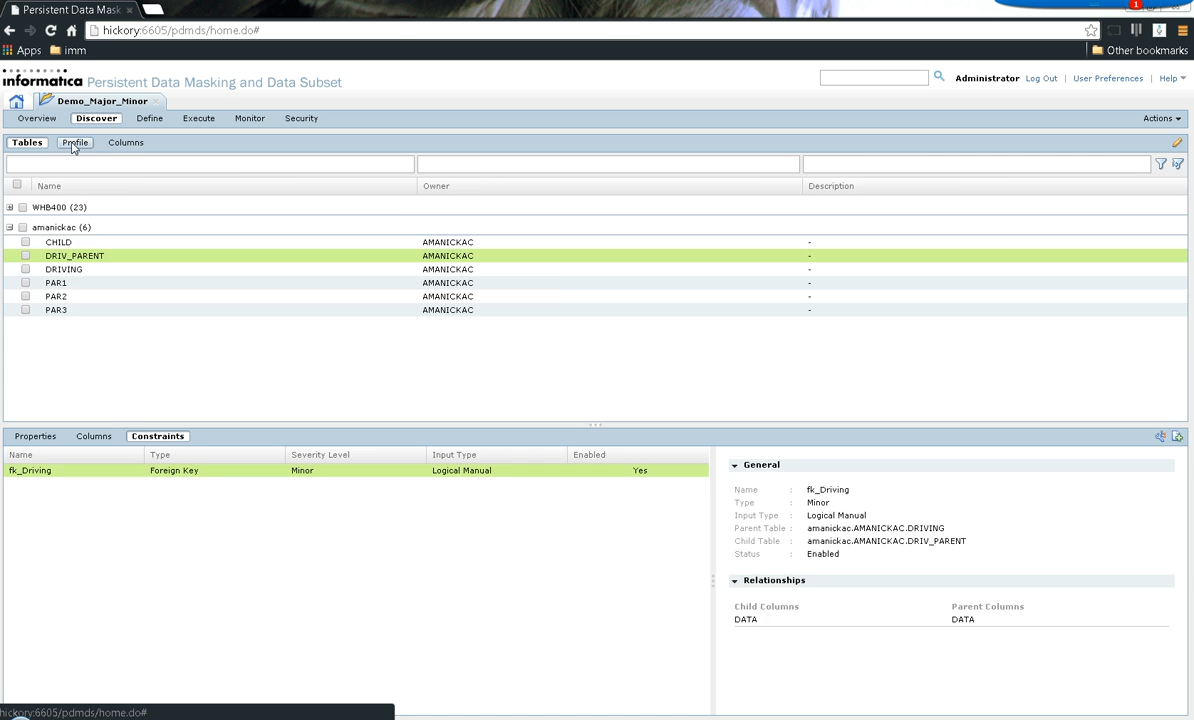 Persistent Data Mask
1
hickory:6605/pdmds/home.do#
Apps imm Other bookmarks
informatica Persistent Data Masking and Data Subset Administrator Log Out | User Preferences | Help
Demo_Major_Minor
Overview Discover Define Execute Monitor Security Actions
Tables Profile Columns
Name Owner Description
WHB400 (23)
amanickac (6)
CHILD AMANICKAC -
DRIV_PARENT AMANICKAC -
DRIVING AMANICKAC -
PAR1 AMANICKAC -
PAR2 AMANICKAC -
PAR3 AMANICKAC -
Properties Columns Constraints
Name Type Severity Level Input Type Enabled
fk_Driving Foreign Key Minor Logical Manual Yes
General
Name : fk_Driving
Type : Minor
Input Type : Logical Manual
Parent Table : amanickac.AMANICKAC.DRIVING
Child Table : amanickac.AMANICKAC.DRIV_PARENT
Status : Enabled
Relationships
Child Columns Parent Columns
DATA DATA
hickory:6605/pdmds/home.do#